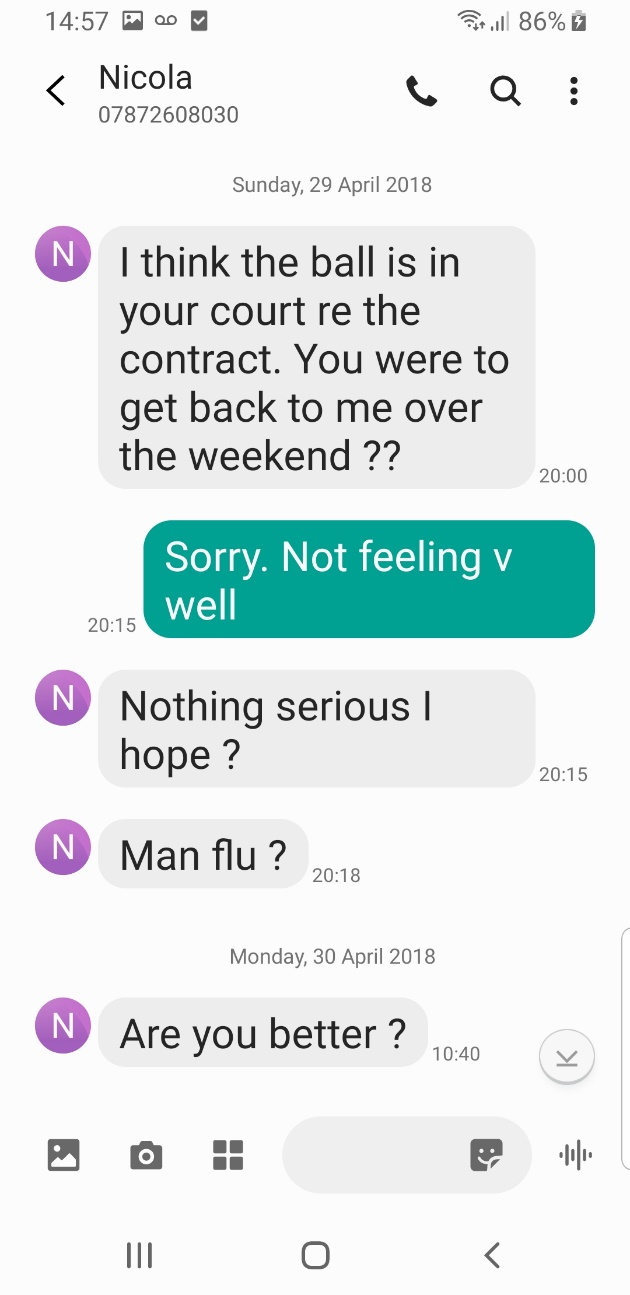 14:57
86%
Nicola
07872608030
Sunday, 29 April 2018
N
I think the ball is in
your court re the
contract. You were to
get back to me over
the weekend ??
20:00
Sorry. Not feeling v
well
20:15
N
Nothing serious I
hope ?
20:15
N
Man flu ?
20:18
Monday, 30 April 2018
N
Are you better ?
10:40